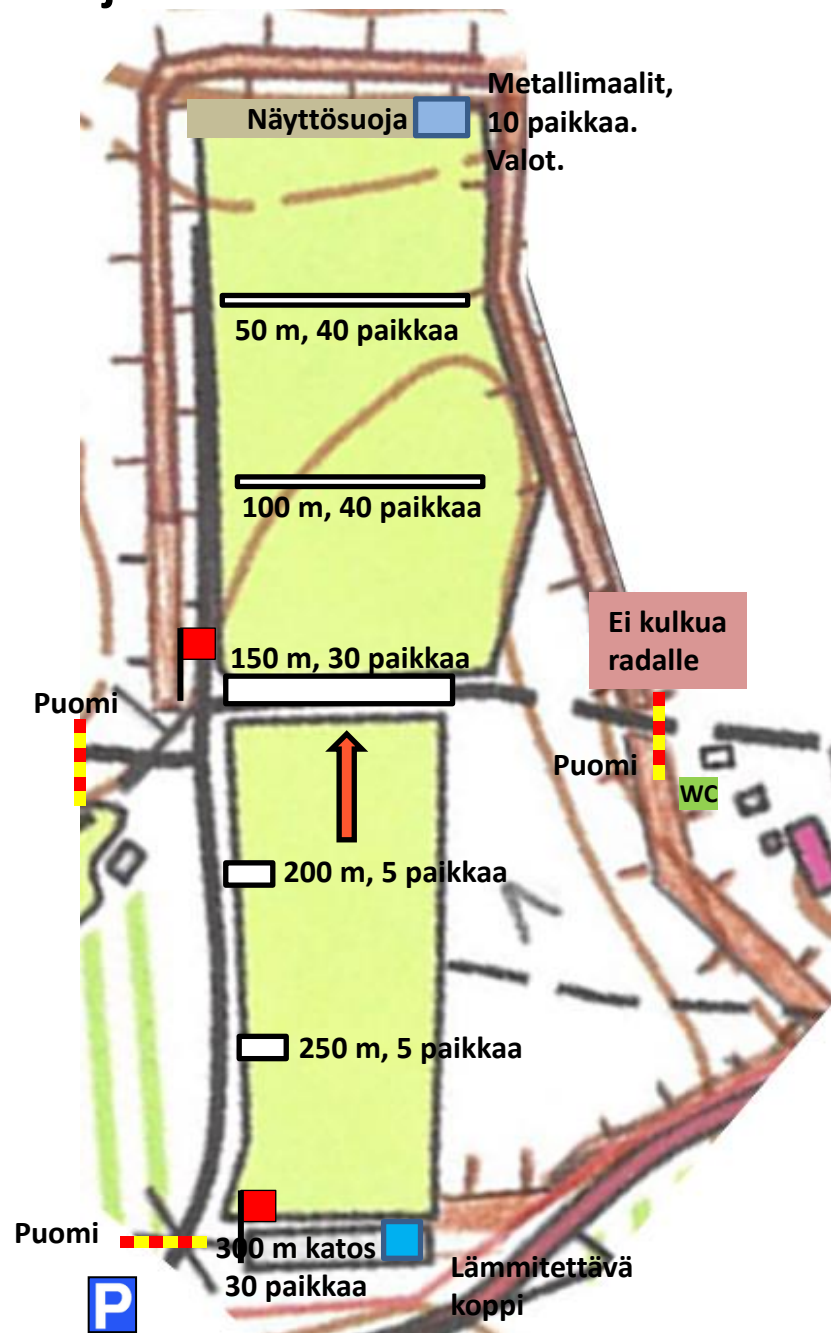 Metallimaalit,
10 paikkaa.
Valot.
Näyttösuoja
50 m, 40 paikkaa
100 m, 40 paikkaa
Ei kulkua
radalle
150 m, 30 paikkaa
Puomi
Puomi
WC
200 m, 5 paikkaa
250 m, 5 paikkaa
Puomi
300 m katos
30 paikkaa
Lämmitettävä
koppi
P